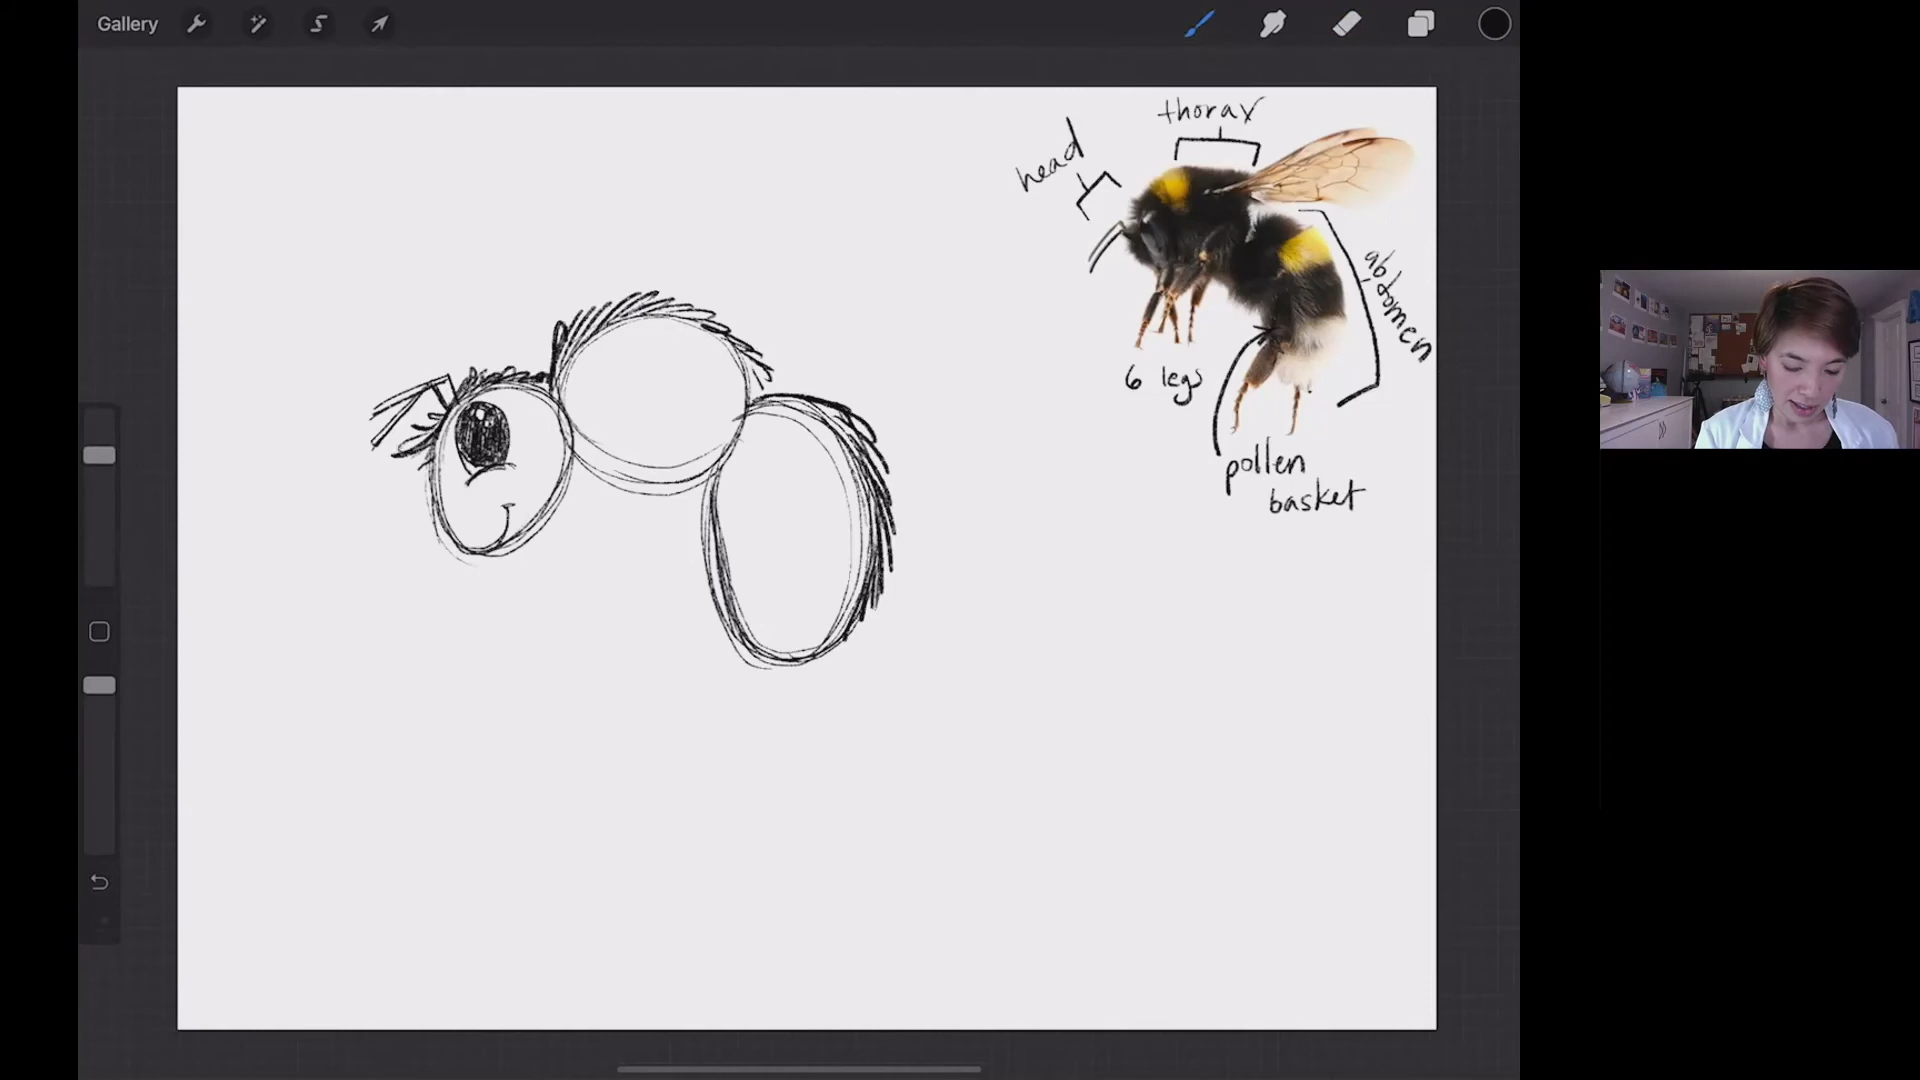 Gallery
thorax
head
abdomen
6 legs
pollen
basket